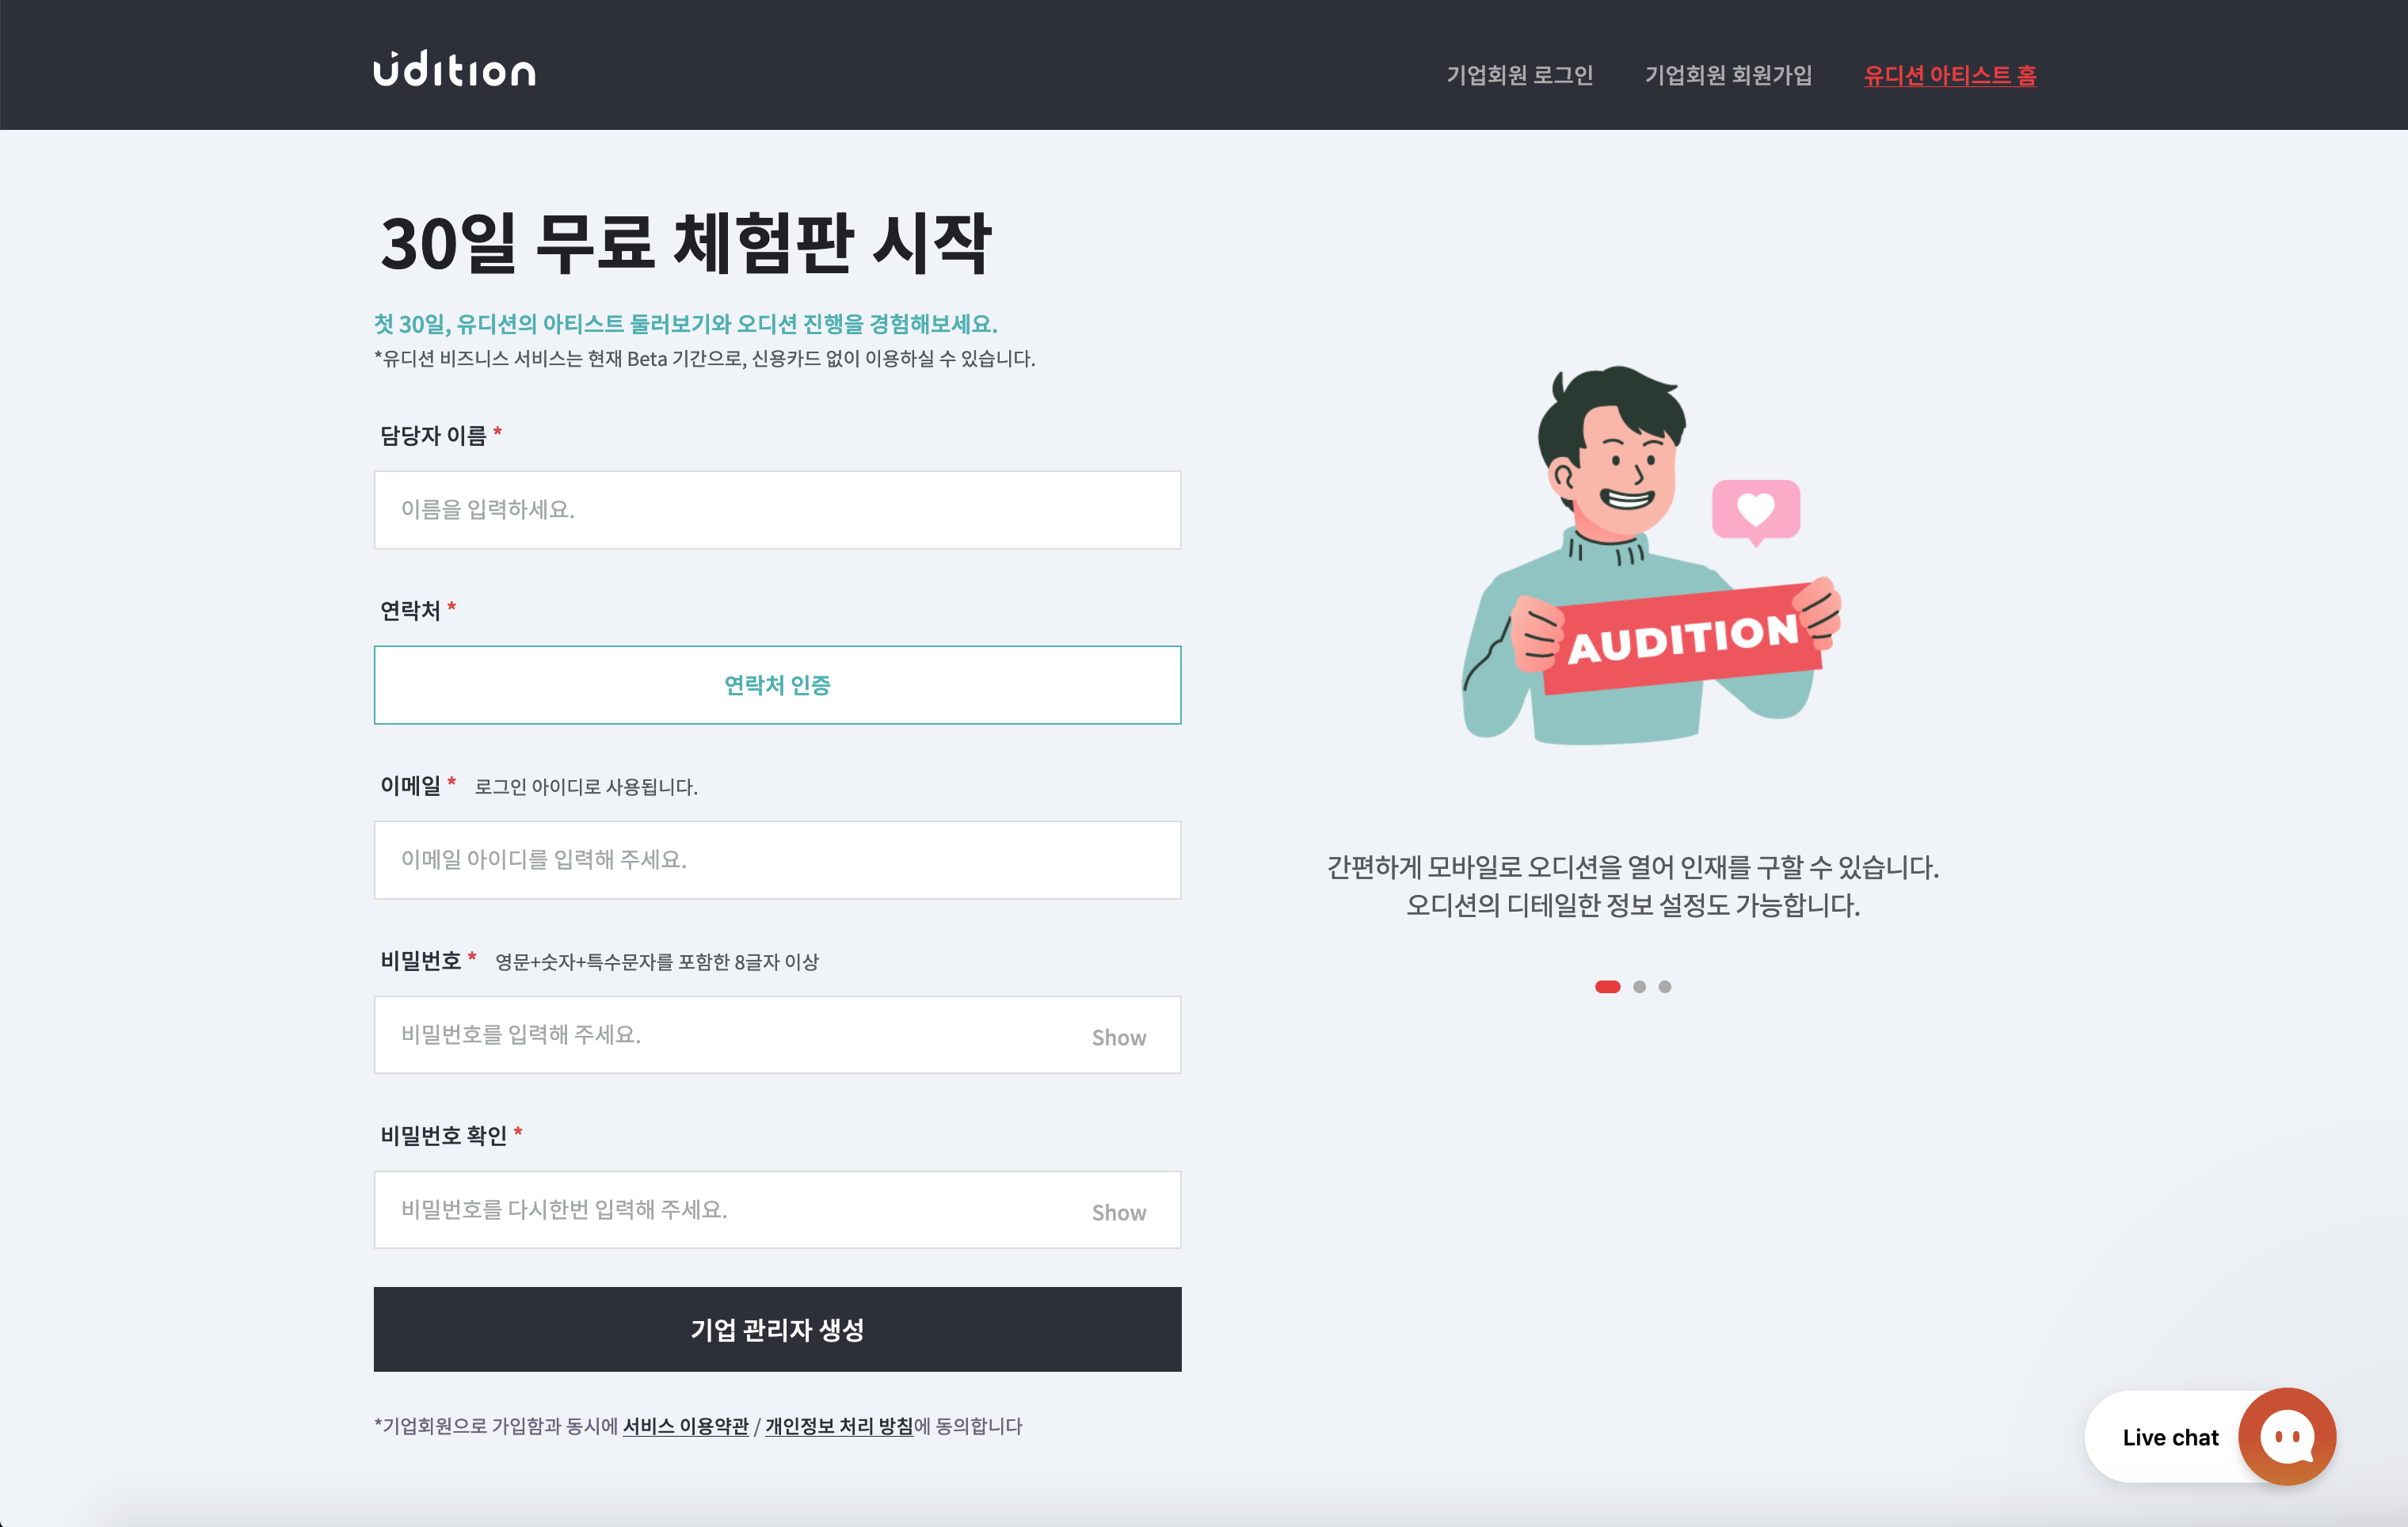 udition
기업회원 로그인
기업회원 회원가입
유디션 아티스트 홈
30일 무료 체험판 시작
첫 30일, 유디션의 아티스트 둘러보기와 오디션 진행을 경험해보세요.
*유디션 비즈니스 서비스는 현재 Beta 기간으로, 신용카드 없이 이용하실 수 있습니다.
담당자 이름 *
이름을 입력하세요.
연락처 *
연락처 인증
이메일 * 로그인 아이디로 사용됩니다.
이메일 아이디를 입력해 주세요.
비밀번호 * 영문+숫자+특수문자를 포함한 8글자 이상
비밀번호를 입력해 주세요. Show
비밀번호 확인 *
비밀번호를 다시한번 입력해 주세요. Show
기업 관리자 생성
*기업회원으로 가입함과 동시에 서비스 이용약관 / 개인정보 처리 방침에 동의합니다
AUDITION
간편하게 모바일로 오디션을 열어 인재를 구할 수 있습니다.
오디션의 디테일한 정보 설정도 가능합니다.
Live chat